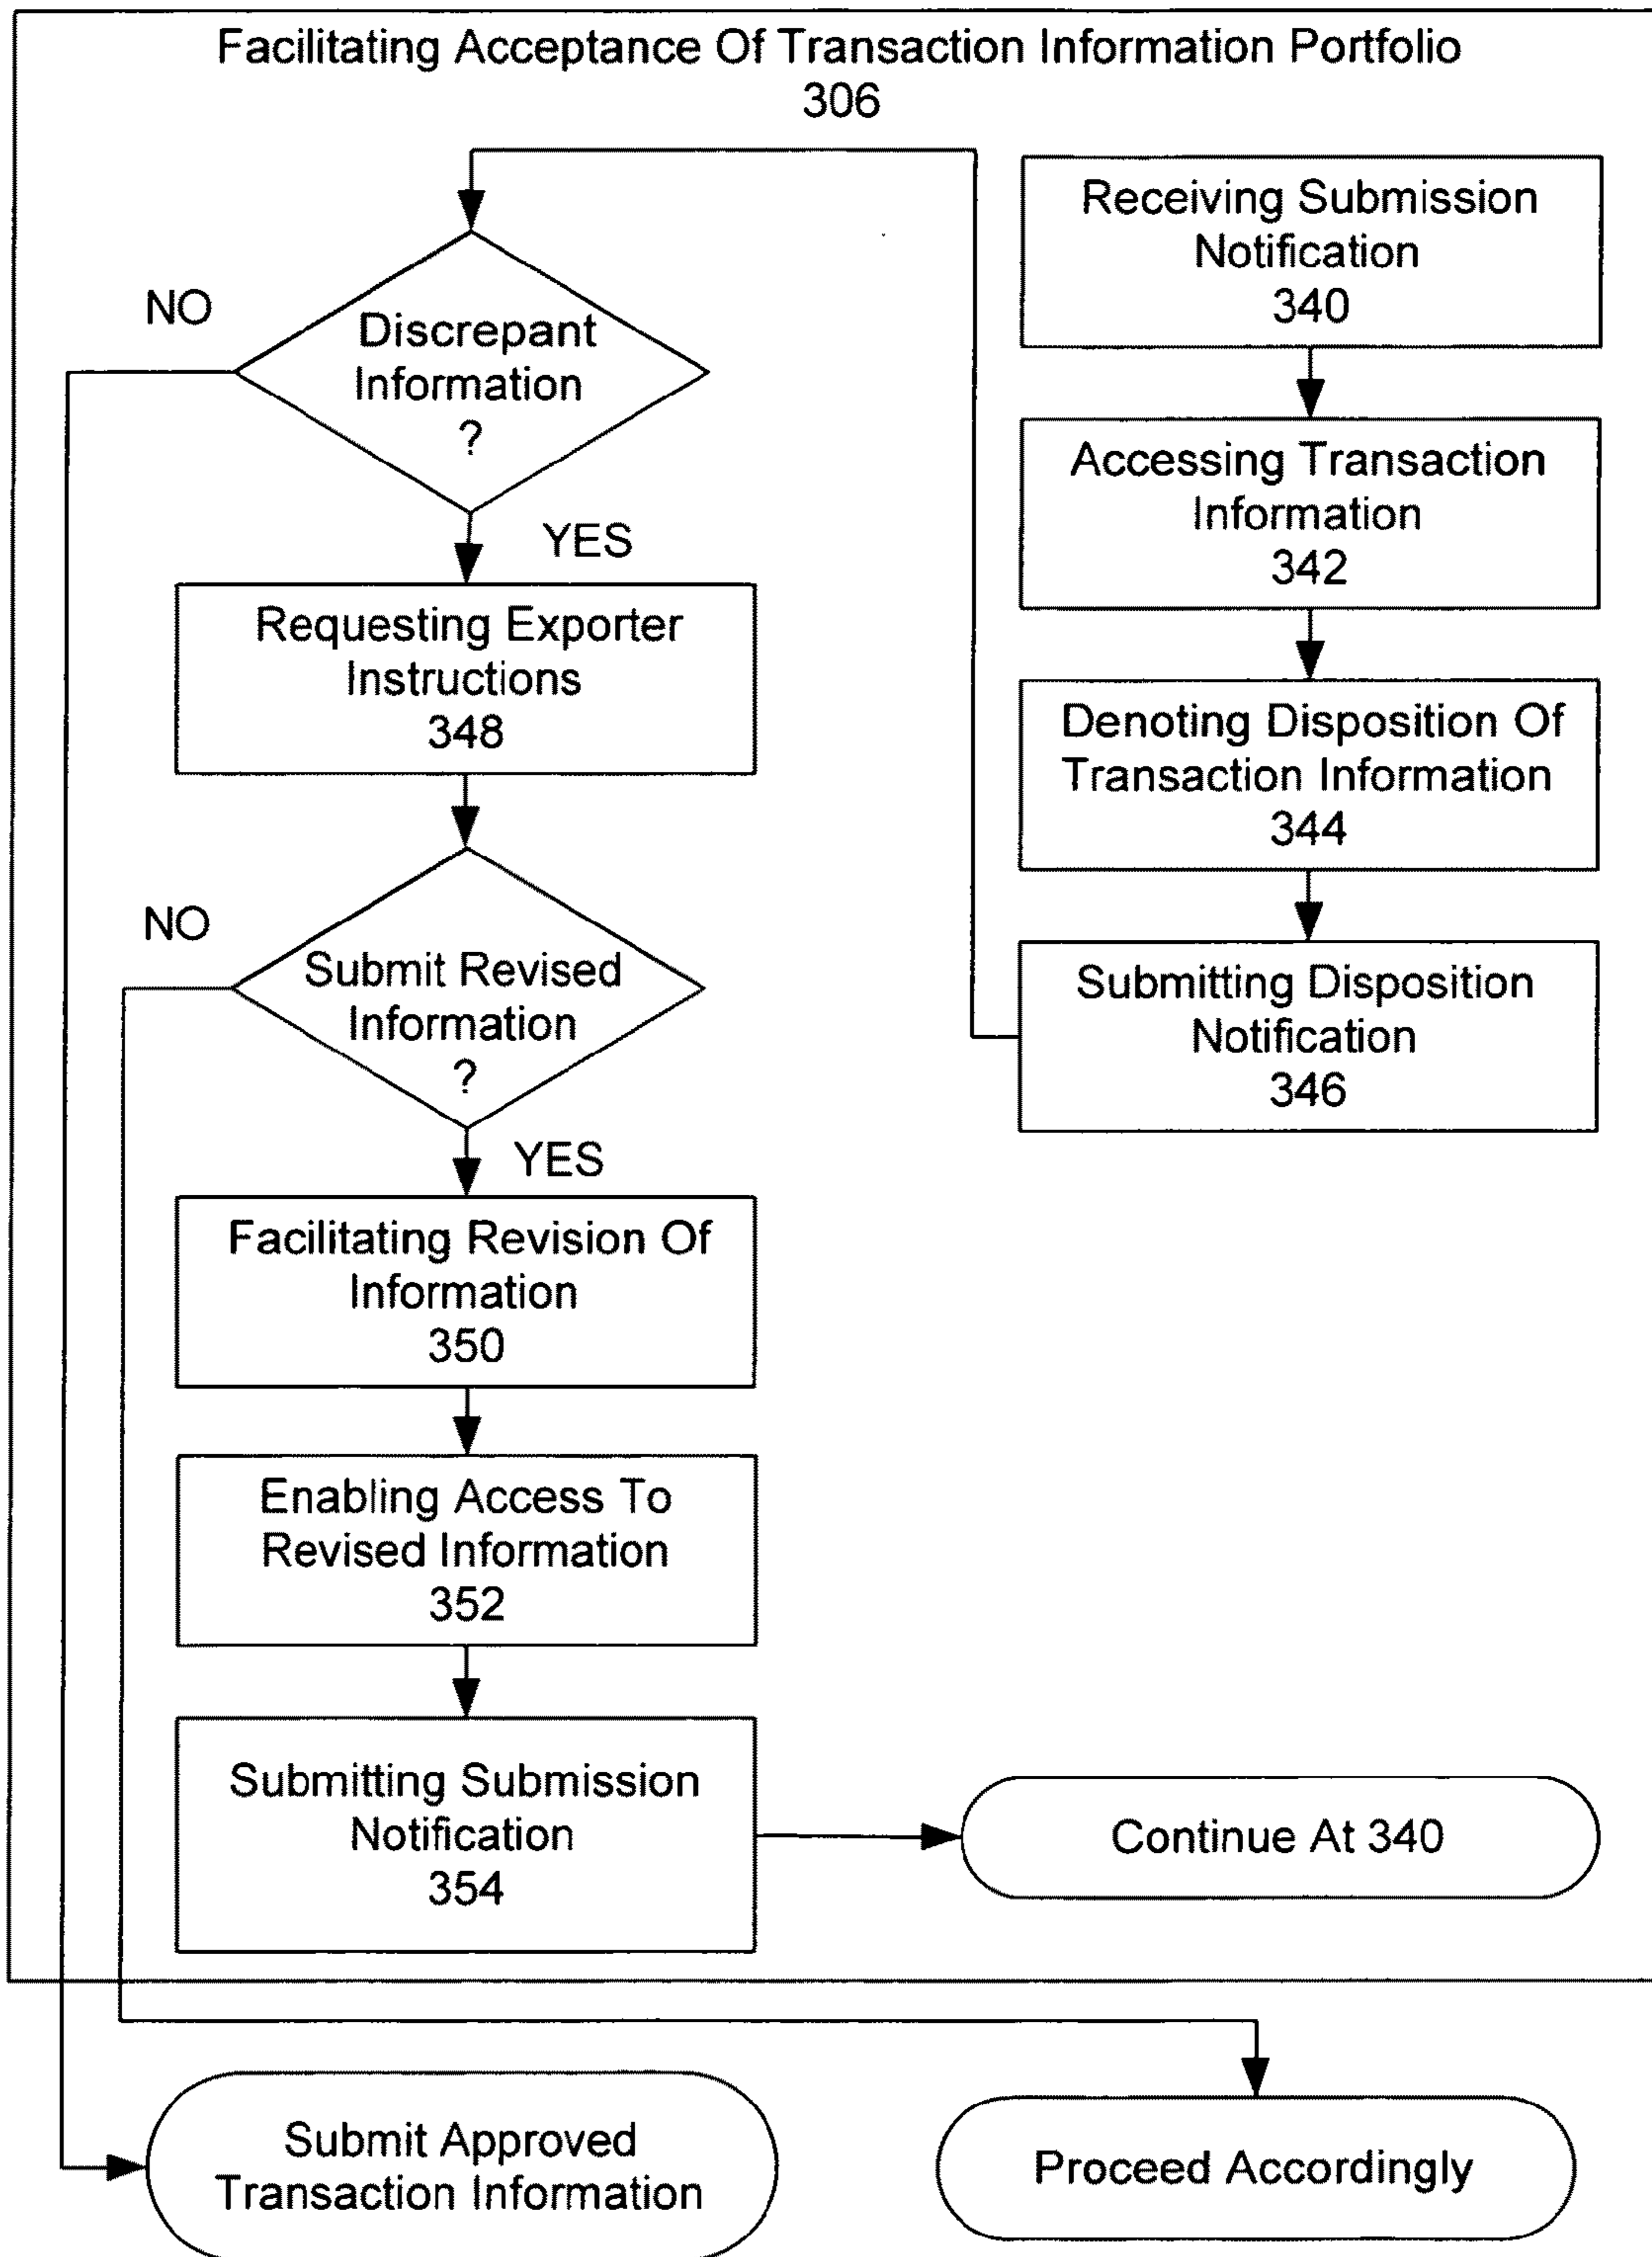 Facilitating Acceptance Of Transaction Information Portfolio
306
Receiving Submission
Notification
340
Accessing Transaction
Information
342
Denoting Disposition Of
Transaction Information
344
Submitting Disposition
Notification
346
NO
Discrepant
Information
?
YES
Requesting Exporter
Instructions
348
NO
Submit Revised
Information
?
YES
Facilitating Revision Of
Information
350
Enabling Access To
Revised Information
352
Submitting Submission
Notification
354
Continue At 340
Submit Approved
Transaction Information
Proceed Accordingly